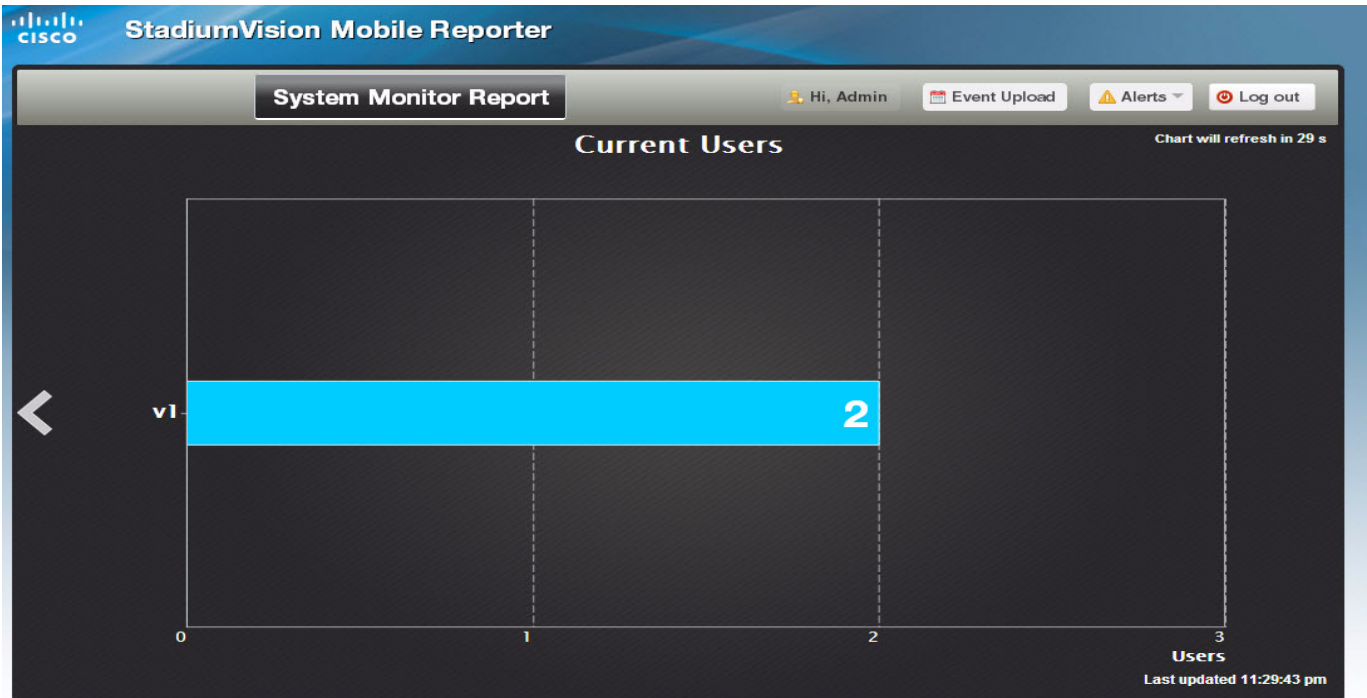 CISCO StadiumVision Mobile Reporter
System Monitor Report Hi, Admin Event Upload Alerts Log out
Current Users Chart will refresh in 29 s
v1 2
0 1 2 3
Users
Last updated 11:29:43 pm